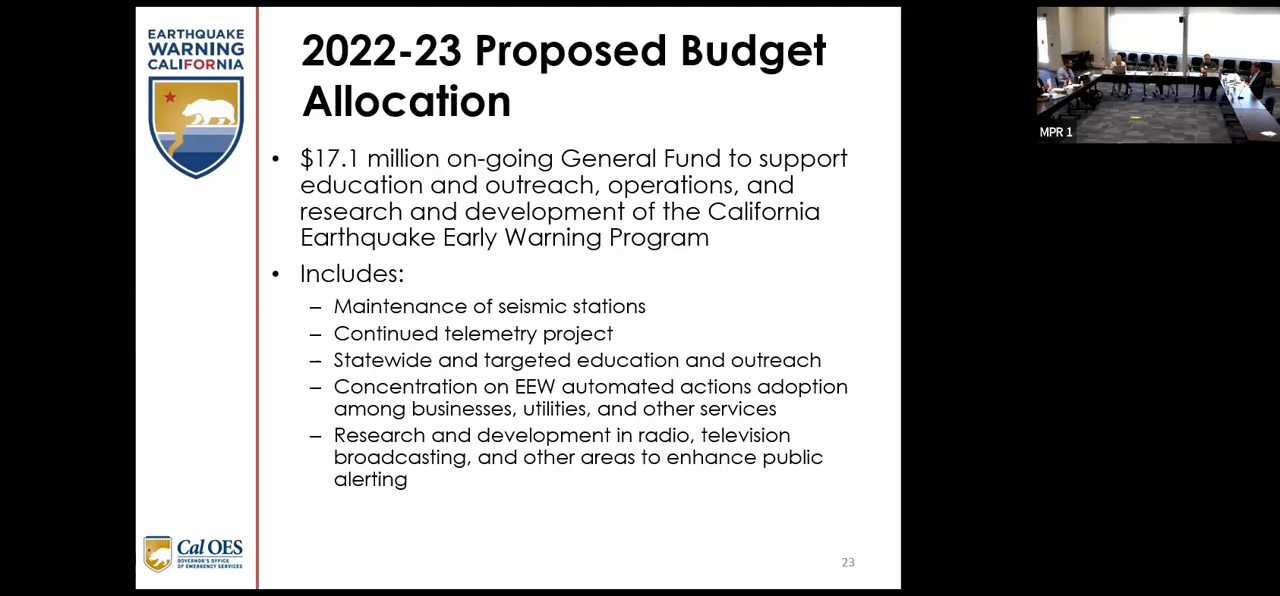 EARTHQUAKE
WARNING
CALIFORNIA
2022-23 Proposed Budget
Allocation
• $17.1 million on-going General Fund to support
education and outreach, operations, and
research and development of the California
Earthquake Early Warning Program
• Includes:
– Maintenance of seismic stations
– Continued telemetry project
– Statewide and targeted education and outreach
– Concentration on EEW automated actions adoption
among businesses, utilities, and other services
– Research and development in radio, television
broadcasting, and other areas to enhance public
alerting
Cal OES
GOVERNOR'S OFFICE
OF EMERGENCY SERVICES
23
MPR 1